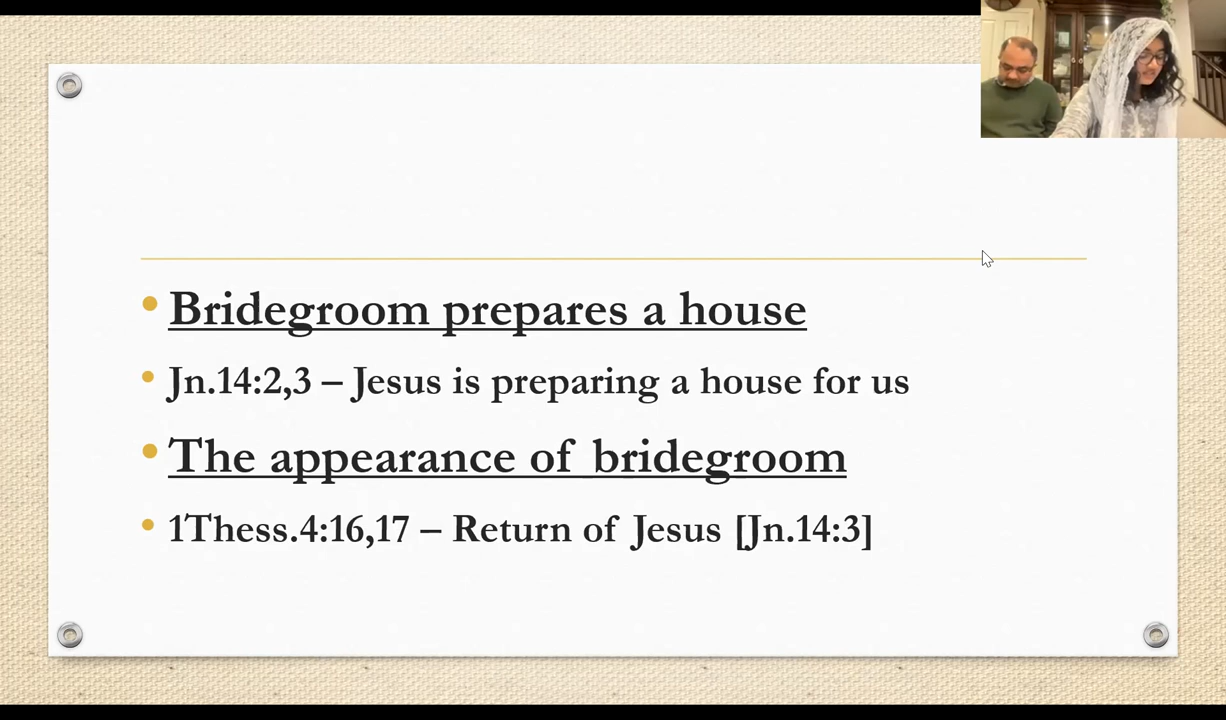 Bridegroom prepares a house
Jn.14:2,3 – Jesus is preparing a house for us
The appearance of bridegroom
1Thess.4:16,17 – Return of Jesus [Jn.14:3]